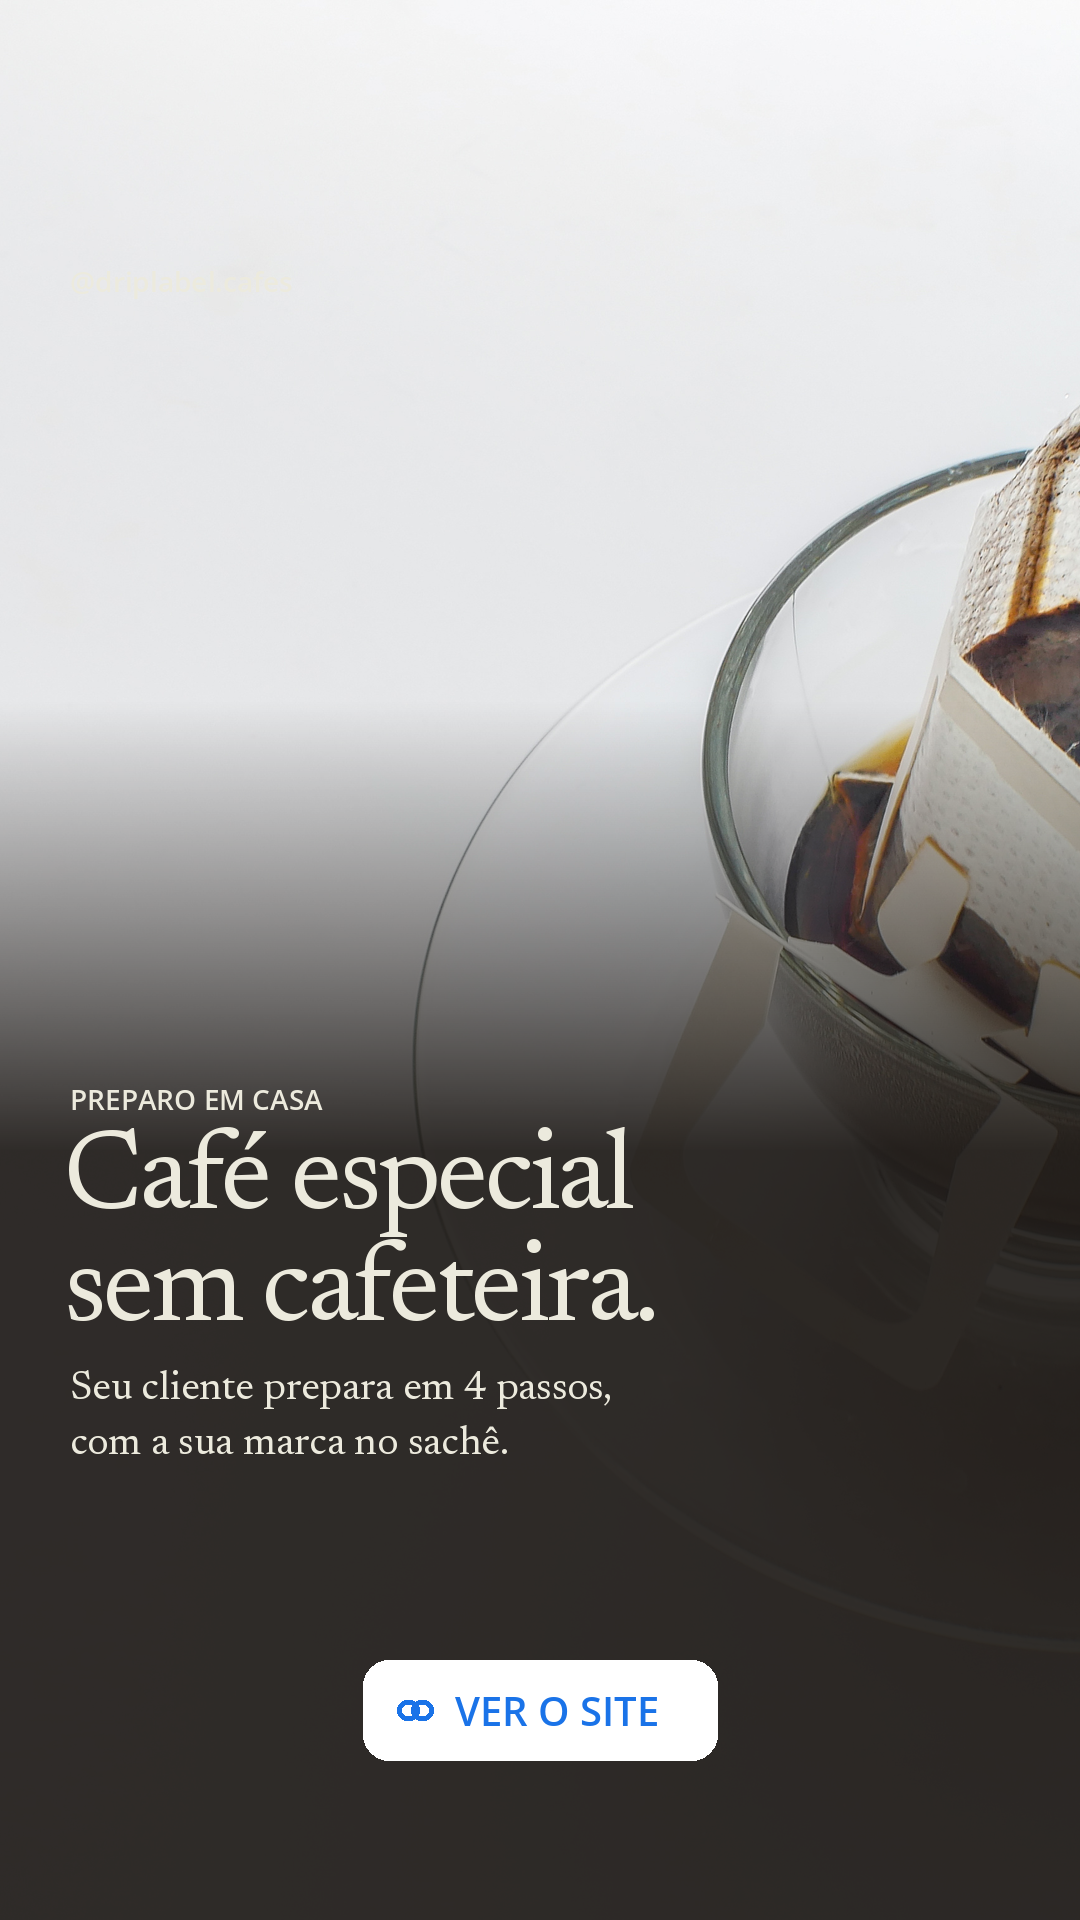 PREPARO EM CASA
Café especial
sem cafeteira.
Seu cliente prepara em 4 passos,
com a sua marca no sachê.
VER O SITE